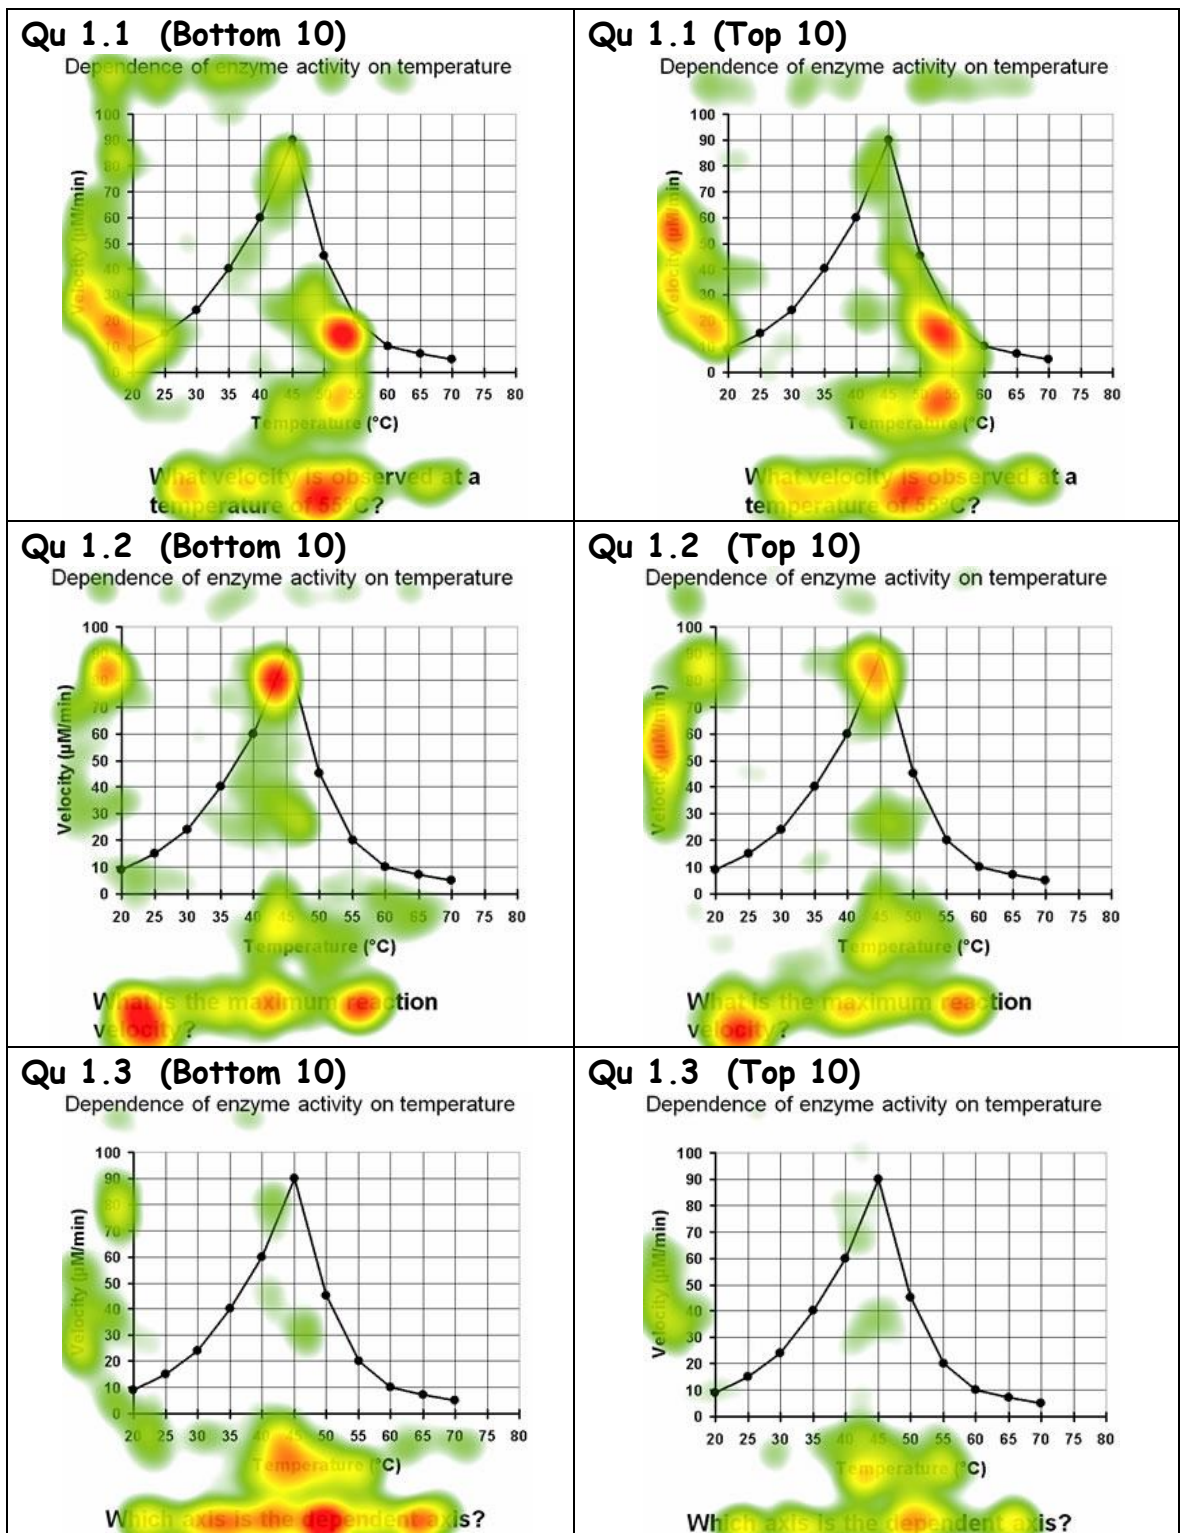 Qu 1.1 (Bottom 10)
Dependence of enzyme activity on temperature
100
90
80
70
60
50
40
30
20
10
0
Velocity (µM/min)
20 25 30 35 40 45 50 55 60 65 70 75 80
Temperature (°C)
What velocity is observed at a
temperature of 55°C?
Qu 1.1 (Top 10)
Dependence of enzyme activity on temperature
100
90
80
70
60
50
40
30
20
10
0
Velocity (µM/min)
20 25 30 35 40 45 50 55 60 65 70 75 80
Temperature (°C)
What velocity is observed at a
temperature of 55°C?
Qu 1.2 (Bottom 10)
Dependence of enzyme activity on temperature
100
90
80
70
60
50
40
30
20
10
0
Velocity (µM/min)
20 25 30 35 40 45 50 55 60 65 70 75 80
Temperature (°C)
What is the maximum reaction
velocity?
Qu 1.2 (Top 10)
Dependence of enzyme activity on temperature
100
90
80
70
60
50
40
30
20
10
0
Velocity (µM/min)
20 25 30 35 40 45 50 55 60 65 70 75 80
Temperature (°C)
What is the maximum reaction
velocity?
Qu 1.3 (Bottom 10)
Dependence of enzyme activity on temperature
100
90
80
70
60
50
40
30
20
10
0
Velocity (µM/min)
20 25 30 35 40 45 50 55 60 65 70 75 80
Temperature (°C)
Which axis is the dependent axis?
Qu 1.3 (Top 10)
Dependence of enzyme activity on temperature
100
90
80
70
60
50
40
30
20
10
0
Velocity (µM/min)
20 25 30 35 40 45 50 55 60 65 70 75 80
Temperature (°C)
Which axis is the dependent axis?